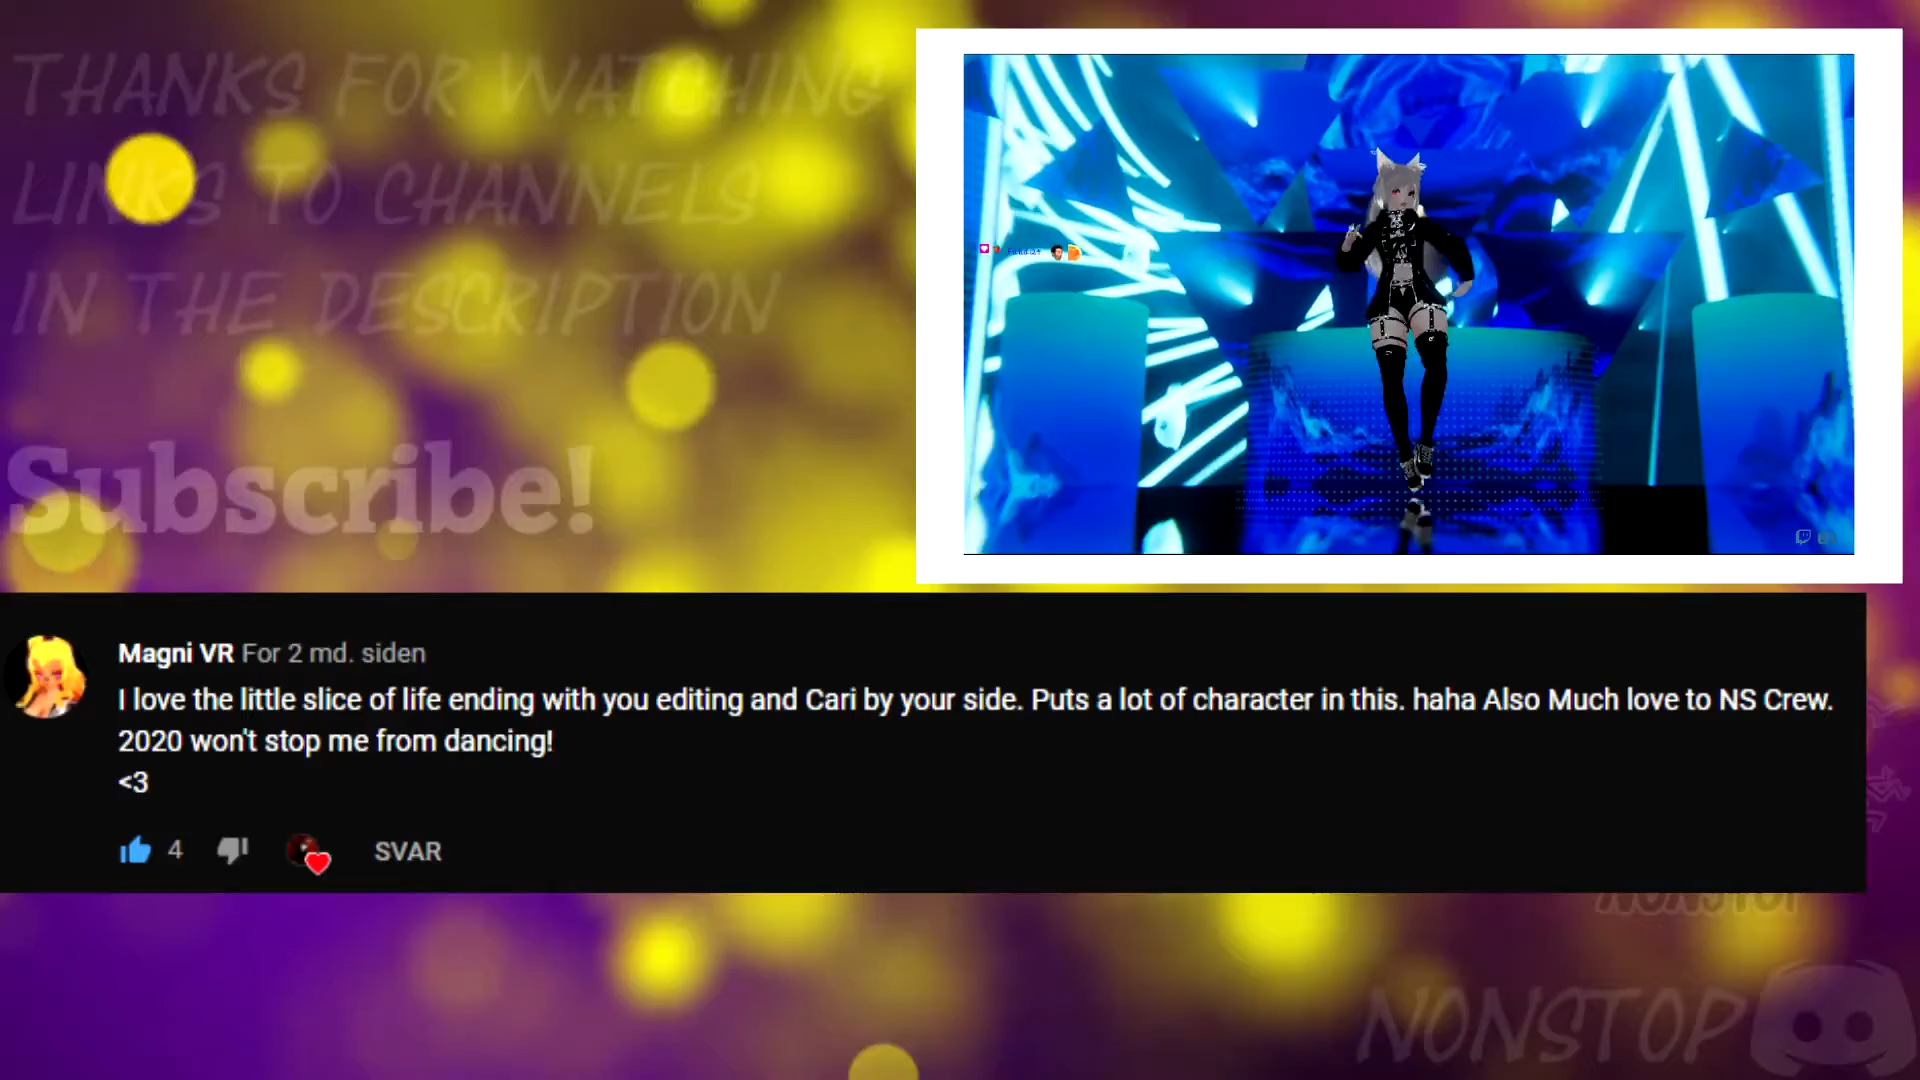 THANKS FOR WATCHING
LINKS TO CHANNELS
IN THE DESCRIPTION
Subscribe!
Magni VR For 2 md. siden
I love the little slice of life ending with you editing and Cari by your side. Puts a lot of character in this. haha Also Much love to NS Crew.
2020 won't stop me from dancing!
<3
4
SVAR
NONSTOP
NONSTOP